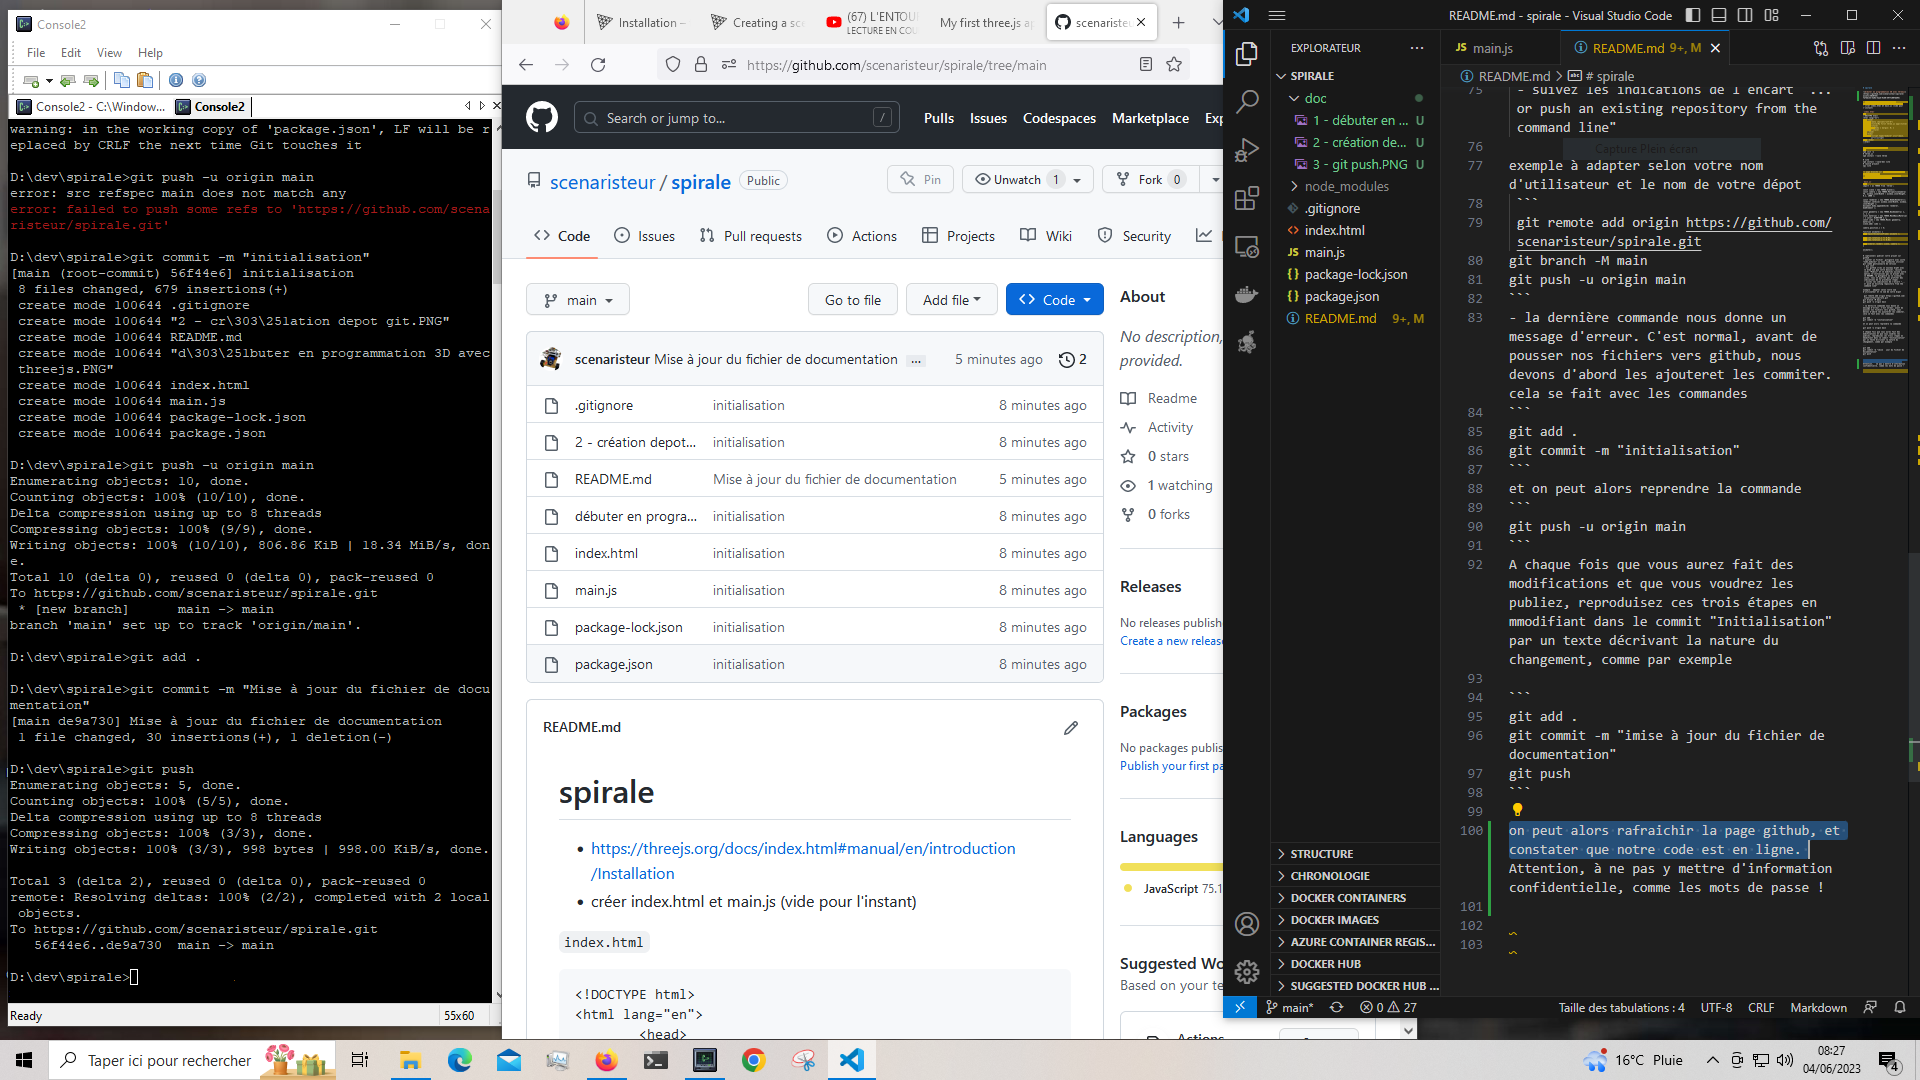 Console2
File Edit View Help
Console2 - C:\Window...
Console2
warning: in the working copy of 'package.json', LF will be r
eplaced by CRLF the next time Git touches it
D:\dev\spirale>git push -u origin main
error: src refspec main does not match any
error: failed to push some refs to 'https://github.com/scena
risteur/spirale.git'
D:\dev\spirale>git commit -m "initialisation"
[main (root-commit) 56f44e6] initialisation
8 files changed, 679 insertions(+)
create mode 100644 .gitignore
create mode 100644 "2 - cr\303\251ation depot git.PNG"
create mode 100644 README.md
create mode 100644 "d\303\251buter en programmation 3D avec
threejs.PNG"
create mode 100644 index.html
create mode 100644 main.js
create mode 100644 package-lock.json
create mode 100644 package.json
D:\dev\spirale>git push -u origin main
Enumerating objects: 10, done.
Counting objects: 100% (10/10), done.
Delta compression using up to 8 threads
Compressing objects: 100% (9/9), done.
Writing objects: 100% (10/10), 806.86 KiB | 18.34 MiB/s, don
e.
Total 10 (delta 0), reused 0 (delta 0), pack-reused 0
To https://github.com/scenaristeur/spirale.git
* [new branch] main -> main
branch 'main' set up to track 'origin/main'.
D:\dev\spirale>git add .
D:\dev\spirale>git commit -m "Mise à jour du fichier de docu
mentation"
[main de9a730] Mise à jour du fichier de documentation
1 file changed, 30 insertions(+), 1 deletion(-)
D:\dev\spirale>git push
Enumerating objects: 5, done.
Counting objects: 100% (5/5), done.
Delta compression using up to 8 threads
Compressing objects: 100% (3/3), done.
Writing objects: 100% (3/3), 998 bytes | 998.00 KiB/s, done.
Total 3 (delta 2), reused 0 (delta 0), pack-reused 0
remote: Resolving deltas: 100% (2/2), completed with 2 local
objects.
To https://github.com/scenaristeur/spirale.git
56f44e6..de9a730 main -> main
D:\dev\spirale>
Ready
55x60
Installation –
Creating a sc
(67) L'ENTOU
LECTURE EN COU
My first three.js a
scenariste
https://github.com/scenaristeur/spirale/tree/main
Search or jump to...
/
Pulls Issues Codespaces Marketplace Exp
scenaristeur / spirale
Public
Pin
Unwatch 1
Fork 0
Code Issues Pull requests Actions Projects Wiki Security
main
Go to file
Add file
Code
scenaristeur Mise à jour du fichier de documentation ... 5 minutes ago 2
.gitignore initialisation 8 minutes ago
2 - création depot... initialisation 8 minutes ago
README.md Mise à jour du fichier de documentation 5 minutes ago
débuter en progra... initialisation 8 minutes ago
index.html initialisation 8 minutes ago
main.js initialisation 8 minutes ago
package-lock.json initialisation 8 minutes ago
package.json initialisation 8 minutes ago
README.md
spirale
• https://threejs.org/docs/index.html#manual/en/introduction
/Installation
• créer index.html et main.js (vide pour l'instant)
index.html
<!DOCTYPE html>
<html lang="en">
<head>
About
No description,
provided.
Readme
Activity
0 stars
1 watching
0 forks
Releases
No releases publishe
Create a new release
Packages
No packages publis
Publish your first pa
Languages
JavaScript 75.1
Suggested Wo
Based on your te
Actions
README.md - spirale - Visual Studio Code
EXPLORATEUR
SPIRALE
doc
1 - débuter en ... U
2 - création de... U
3 - git push.PNG U
node_modules
.gitignore
index.html
main.js
package-lock.json
package.json
README.md 9+, M
STRUCTURE
CHRONOLOGIE
DOCKER CONTAINERS
DOCKER IMAGES
AZURE CONTAINER REGIS...
DOCKER HUB
SUGGESTED DOCKER HUB ...
main.js
README.md 9+, M
README.md > # spirale
Capture Plein écran
75 - suivez les indications de l'encart "...
or push an existing repository from the
command line"
76
77 exemple à adapter selon votre nom
d'utilisateur et le nom de votre dépot
78 ```
79 git remote add origin https://github.com/
scenaristeur/spirale.git
80 git branch -M main
81 git push -u origin main
82 ```
83 - la dernière commande nous donne un
message d'erreur. C'est normal, avant de
pousser nos fichiers vers github, nous
devons d'abord les ajouteret les commiter.
cela se fait avec les commandes
84 ```
85 git add .
86 git commit -m "initialisation"
87 ```
88 et on peut alors reprendre la commande
89 ```
90 git push -u origin main
91 ```
92 A chaque fois que vous aurez fait des
modifications et que vous voudrez les
publiez, reproduisez ces trois étapes en
mmodifiant dans le commit "Initialisation"
par un texte décrivant la nature du
changement, comme par exemple
93
94 ```
95 git add .
96 git commit -m "imise à jour du fichier de
documentation"
97 git push
98 ```
99
100 on peut alors rafraichir la page github, et
constater que notre code est en ligne.
Attention, à ne pas y mettre d'information
confidentielle, comme les mots de passe !
101
102
103
main*
0 27
Taille des tabulations : 4 UTF-8 CRLF Markdown
Taper ici pour rechercher
16°C Pluie
08:27
04/06/2023
4